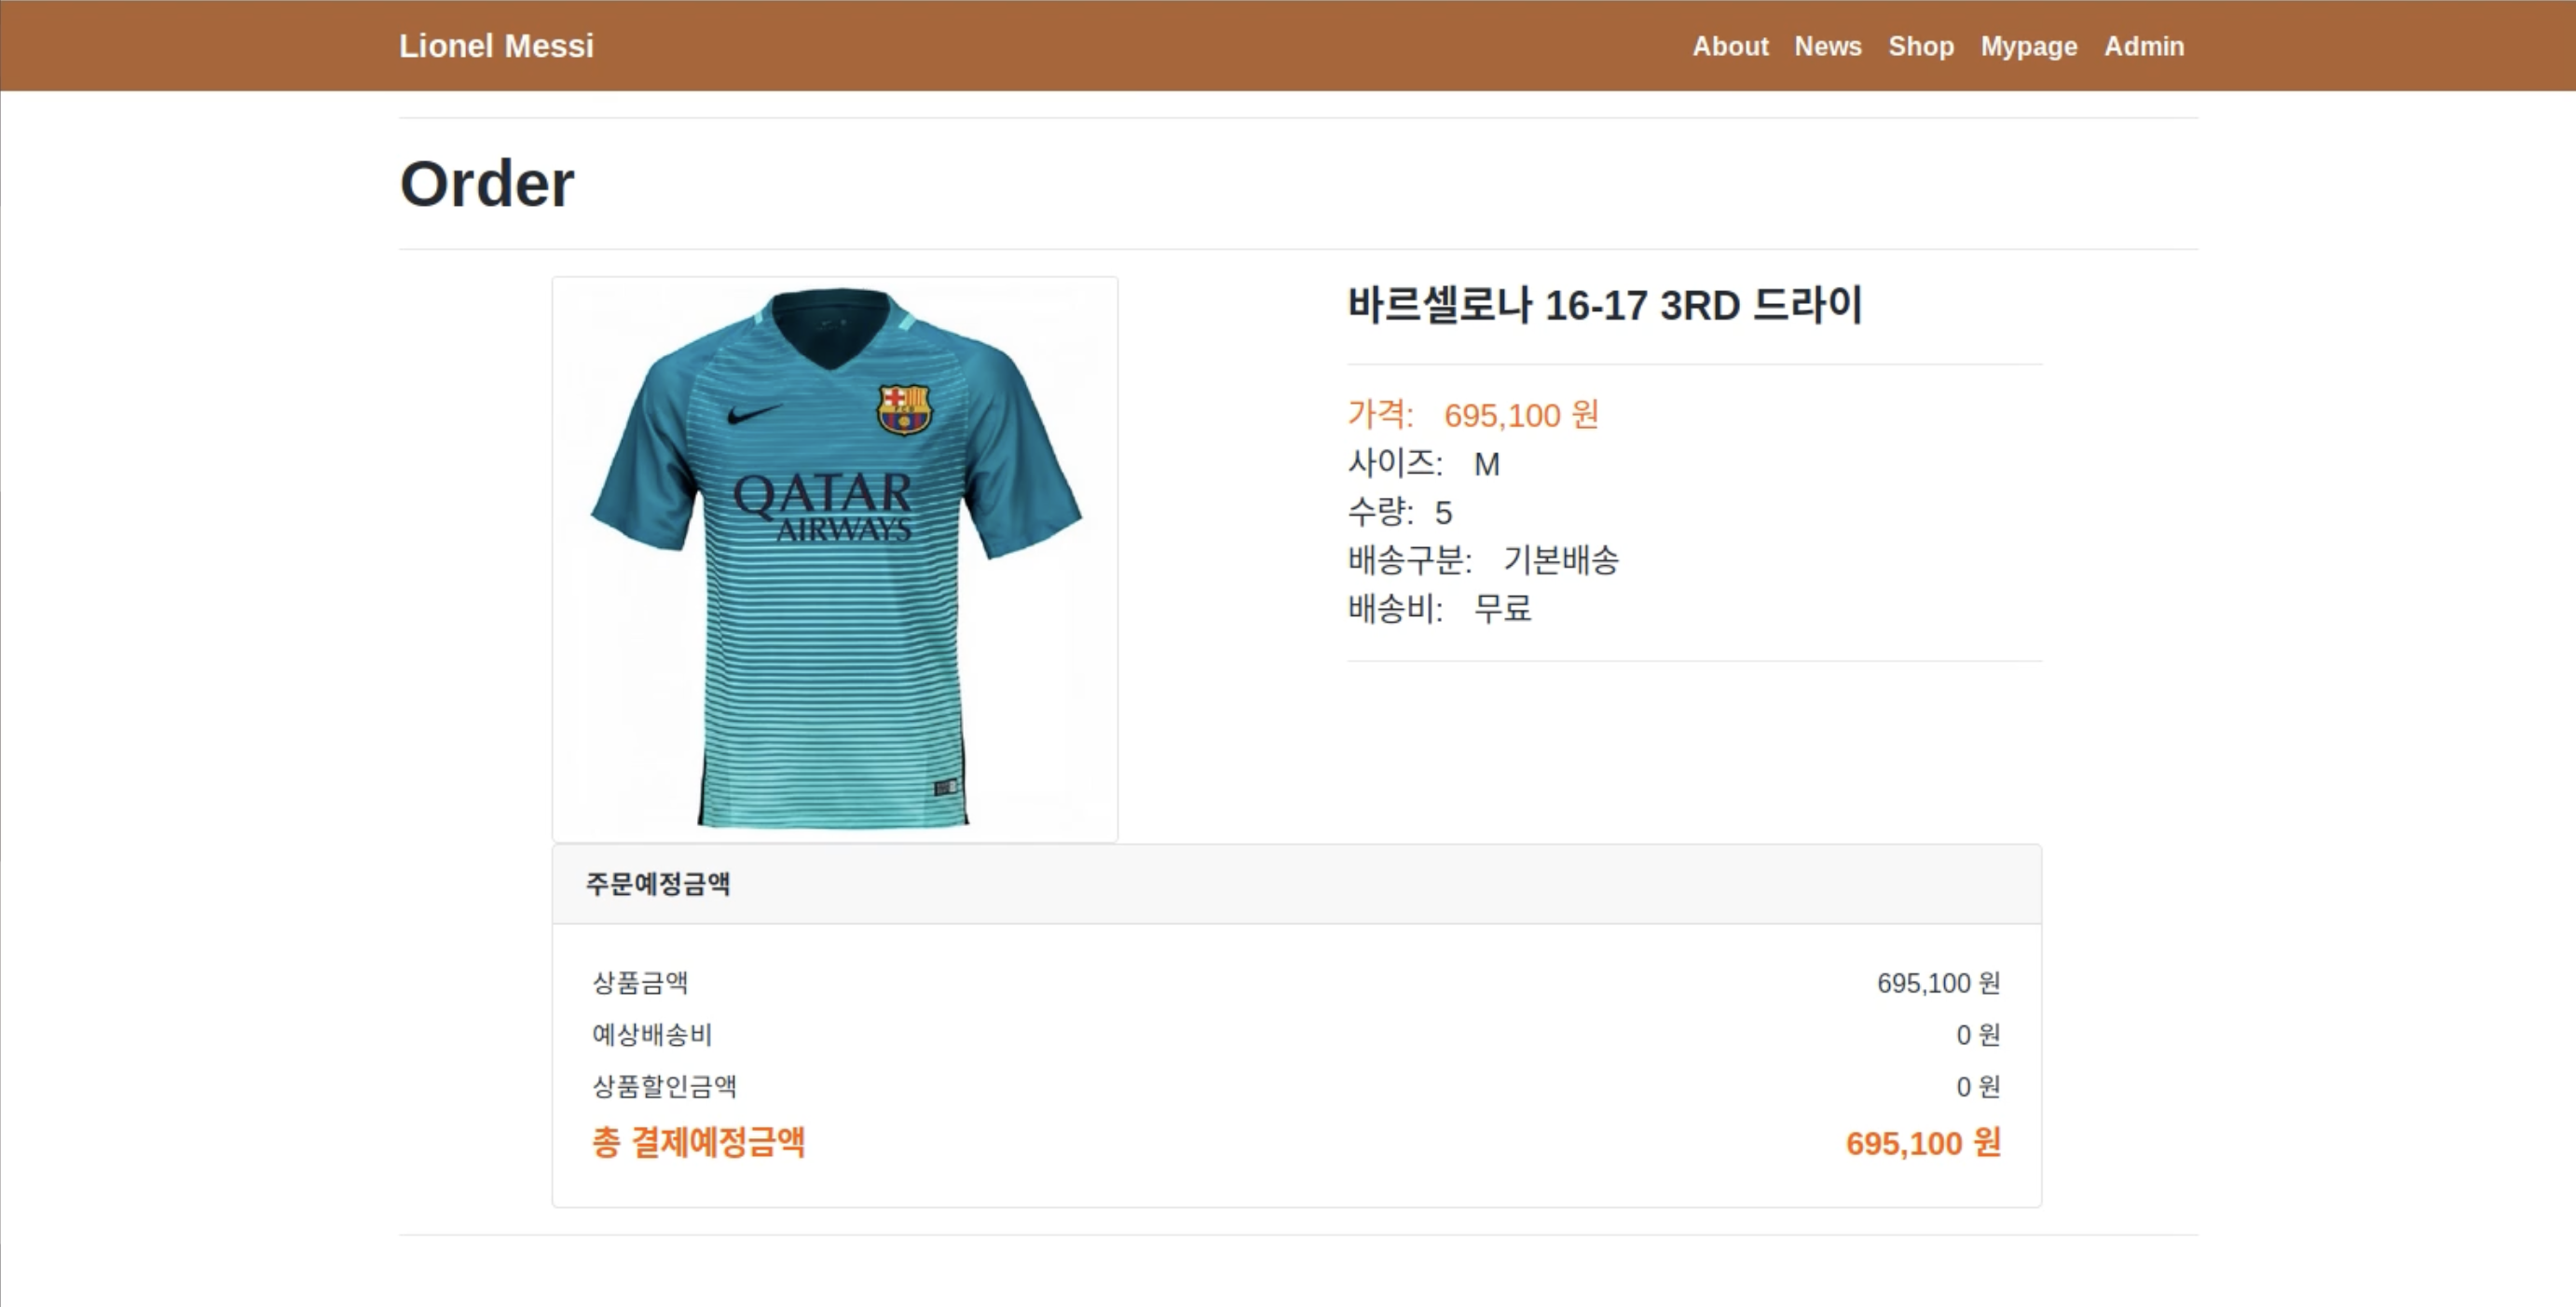 Lionel Messi
About News Shop Mypage Admin
Order
바르셀로나 16-17 3RD 드라이
가격: 695,100 원
사이즈: M
수량: 5
배송구분: 기본배송
배송비: 무료
QATAR
AIRWAYS
FCB
주문예정금액
상품금액 695,100 원
예상배송비 0 원
상품할인금액 0 원
총 결제예정금액 695,100 원